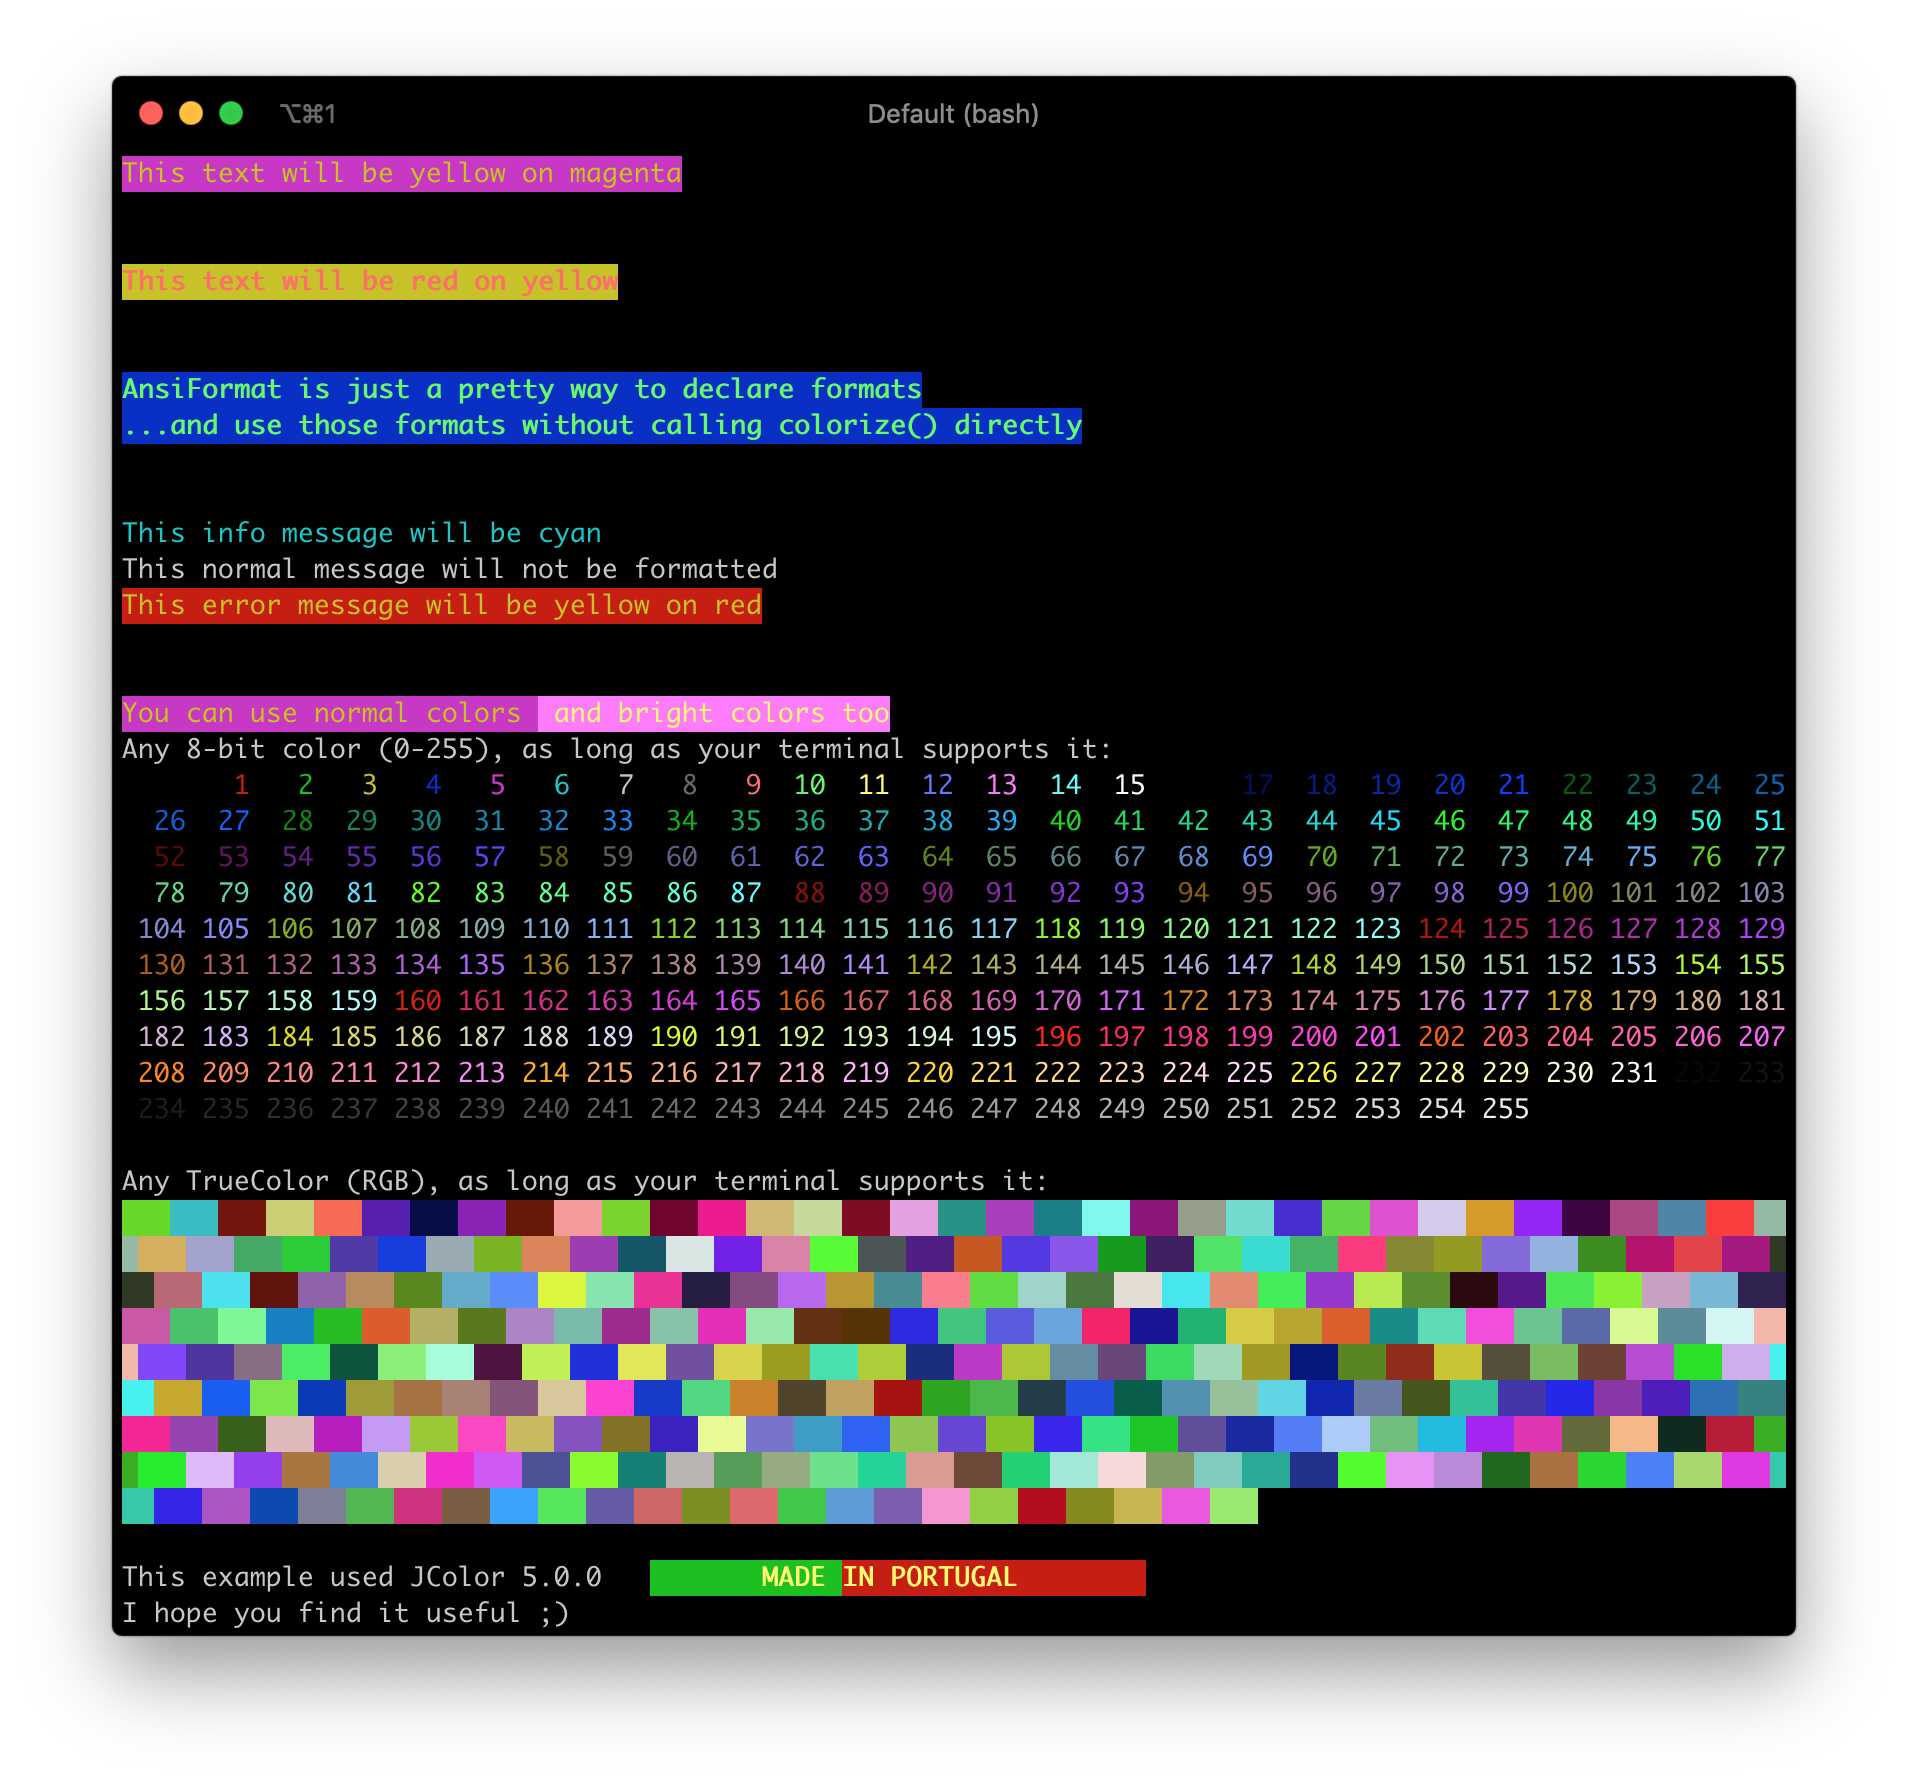 ⌥⌘1 Default (bash)
This text will be yellow on magenta
This text will be red on yellow
AnsiFormat is just a pretty way to declare formats
...and use those formats without calling colorize() directly
This info message will be cyan
This normal message will not be formatted
This error message will be yellow on red
You can use normal colors and bright colors too
Any 8-bit color (0-255), as long as your terminal supports it:
1 2 3 4 5 6 7 8 9 10 11 12 13 14 15 17 18 19 20 21 22 23 24 25
26 27 28 29 30 31 32 33 34 35 36 37 38 39 40 41 42 43 44 45 46 47 48 49 50 51
52 53 54 55 56 57 58 59 60 61 62 63 64 65 66 67 68 69 70 71 72 73 74 75 76 77
78 79 80 81 82 83 84 85 86 87 88 89 90 91 92 93 94 95 96 97 98 99 100 101 102 103
104 105 106 107 108 109 110 111 112 113 114 115 116 117 118 119 120 121 122 123 124 125 126 127 128 129
130 131 132 133 134 135 136 137 138 139 140 141 142 143 144 145 146 147 148 149 150 151 152 153 154 155
156 157 158 159 160 161 162 163 164 165 166 167 168 169 170 171 172 173 174 175 176 177 178 179 180 181
182 183 184 185 186 187 188 189 190 191 192 193 194 195 196 197 198 199 200 201 202 203 204 205 206 207
208 209 210 211 212 213 214 215 216 217 218 219 220 221 222 223 224 225 226 227 228 229 230 231 232 233
234 235 236 237 238 239 240 241 242 243 244 245 246 247 248 249 250 251 252 253 254 255
Any TrueColor (RGB), as long as your terminal supports it:
This example used JColor 5.0.0 MADE IN PORTUGAL
I hope you find it useful ;)